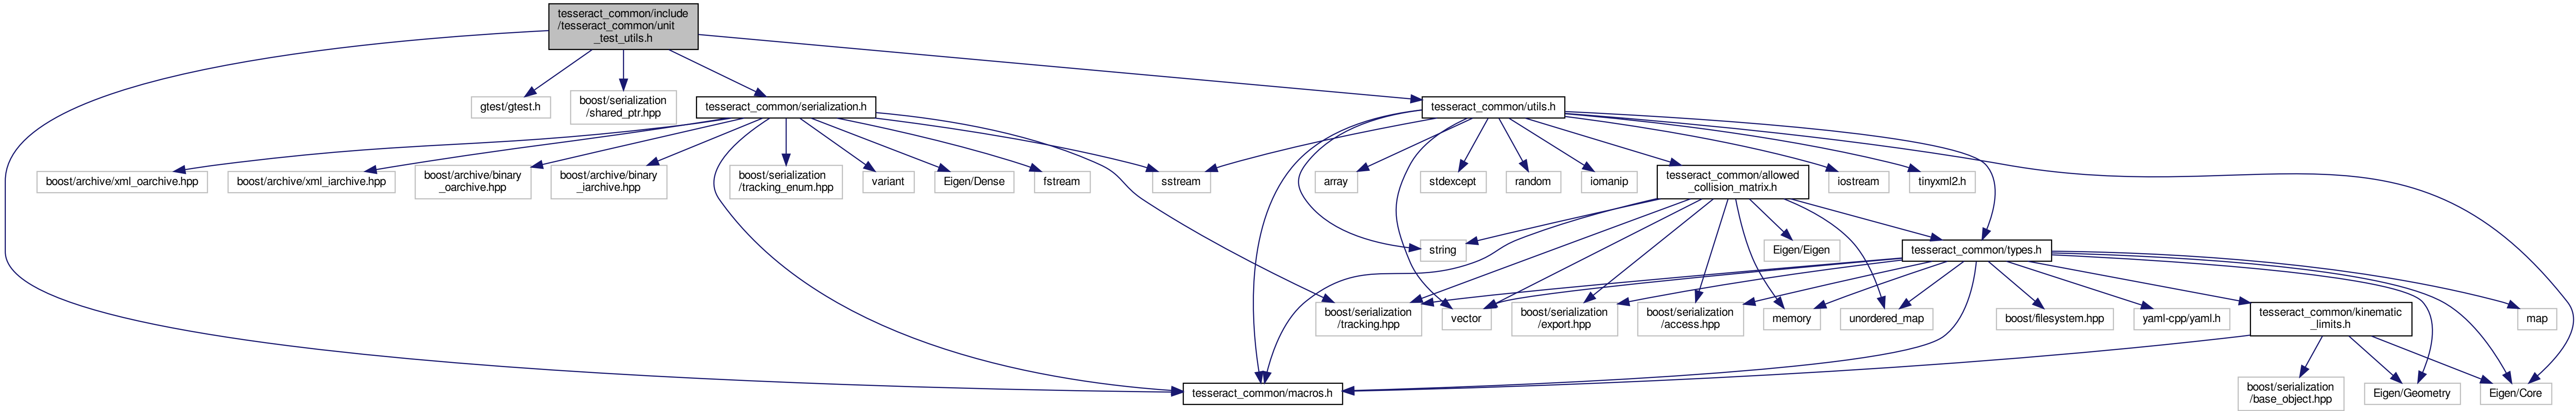 tesseract_common/include
/tesseract_common/unit
_test_utils.h
gtest/gtest.h
boost/serialization
/shared_ptr.hpp
tesseract_common/serialization.h
tesseract_common/utils.h
boost/archive/xml_oarchive.hpp
boost/archive/xml_iarchive.hpp
boost/archive/binary
_oarchive.hpp
boost/archive/binary
_iarchive.hpp
boost/serialization
/tracking_enum.hpp
variant
Eigen/Dense
fstream
sstream
array
stdexcept
random
iomanip
tesseract_common/allowed
_collision_matrix.h
iostream
tinyxml2.h
string
Eigen/Eigen
tesseract_common/types.h
boost/serialization
/tracking.hpp
vector
boost/serialization
/export.hpp
boost/serialization
/access.hpp
memory
unordered_map
boost/filesystem.hpp
yaml-cpp/yaml.h
tesseract_common/kinematic
_limits.h
map
tesseract_common/macros.h
boost/serialization
/base_object.hpp
Eigen/Geometry
Eigen/Core